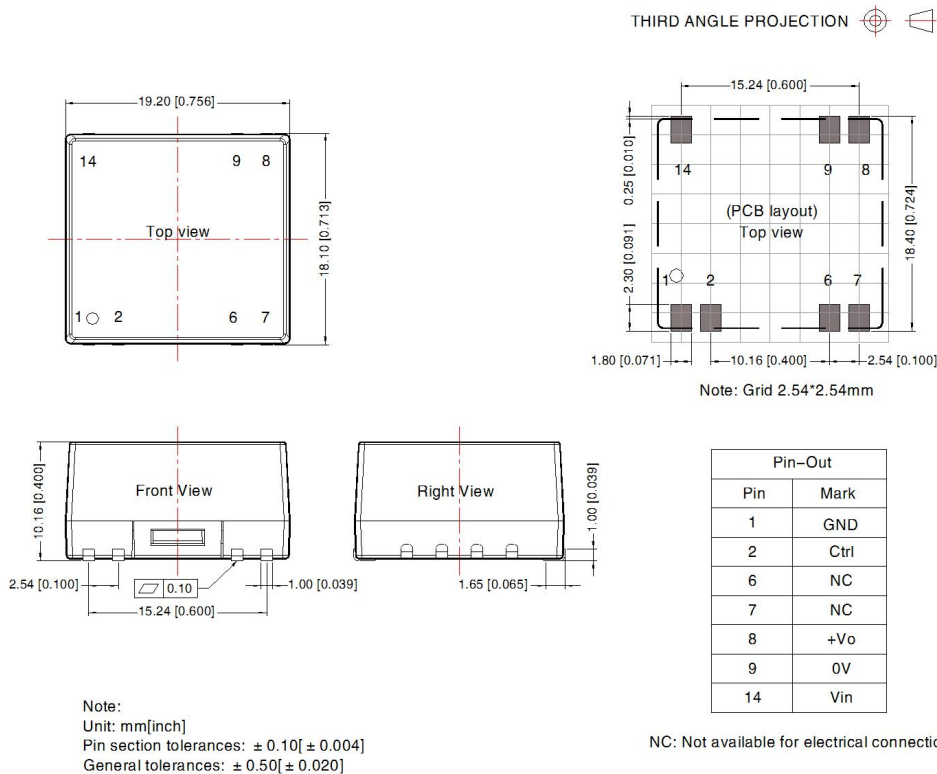 THIRD ANGLE PROJECTION
19.20 [0.756]
14 9 8
Top view
18.10 [0.713]
1 2 6 7
15.24 [0.600]
0.25 [0.010]
14 9 8
(PCB layout)
Top view
18.40 [0.724]
2.30 [0.091]
1 2 6 7
1.80 [0.071] 10.16 [0.400] 2.54 [0.100]
Note: Grid 2.54*2.54mm
10.16 [0.400]
Front View
2.54 [0.100]
0.10
1.00 [0.039]
15.24 [0.600]
Right View
1.00 [0.039]
1.65 [0.065]
Pin-Out
Pin Mark
1 GND
2 Ctrl
6 NC
7 NC
8 +Vo
9 0V
14 Vin
Note:
Unit: mm[inch]
Pin section tolerances: ± 0.10[ ± 0.004]
General tolerances: ± 0.50[ ± 0.020]
NC: Not available for electrical connectio